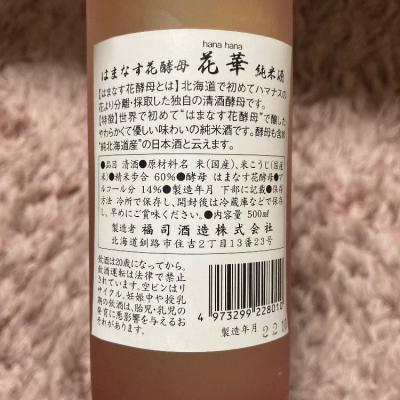 hana hana
はまなす花酵母 花華 純米酒
【はまなす花酵母とは】北海道で初めてハマナスの
花より分離・採取した独自の清酒酵母です。
【特徴】世界で初めて“はまなす花酵母”で醸した
やわらかくて優しい味わいの純米酒です。酵母も含め
“純北海道産”の日本酒と云えます。
●品目 清酒●原材料名 米(国産)、米こうじ(国産
米)●精米歩合 60%●酵母 はまなす花酵母●ア
ルコール分 14%●製造年月 下部に記載●保存
方法 冷所で保存し、開封後は冷蔵庫などで保存
し、早めにご賞味ください。●内容量 500ml
製造者 福司酒造株式会社
北海道釧路市住吉2丁目13番23号
飲酒は20歳になってから。
飲酒運転は法律で禁止
されています。空ビンはリ
サイクル。妊娠中や授乳
期の飲酒は、胎児・乳児の
発育に悪影響を与えるお
それがあります。
4 973299 228012
製造年月 22.10